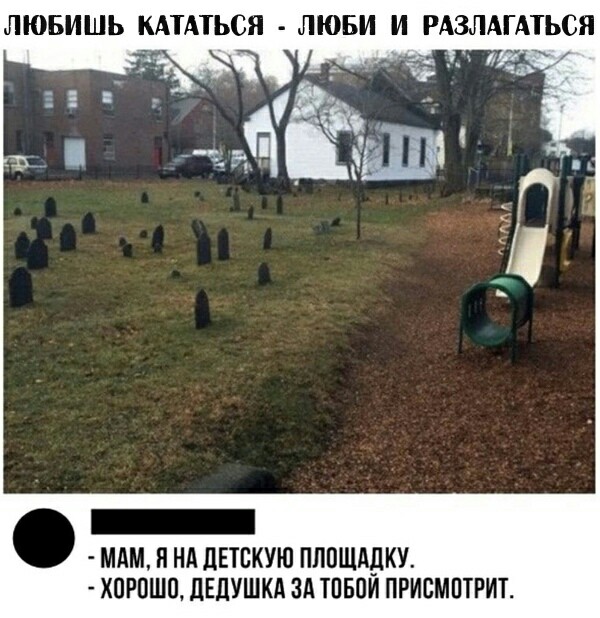 ЛЮБИШЬ КАТАТЬСЯ - ЛЮБИ И РАЗЛАГАТЬСЯ
- МАМ, Я НА ДЕТСКУЮ ПЛОЩАДКУ.
- ХОРОШО, ДЕДУШКА ЗА ТОБОЙ ПРИСМОТРИТ.